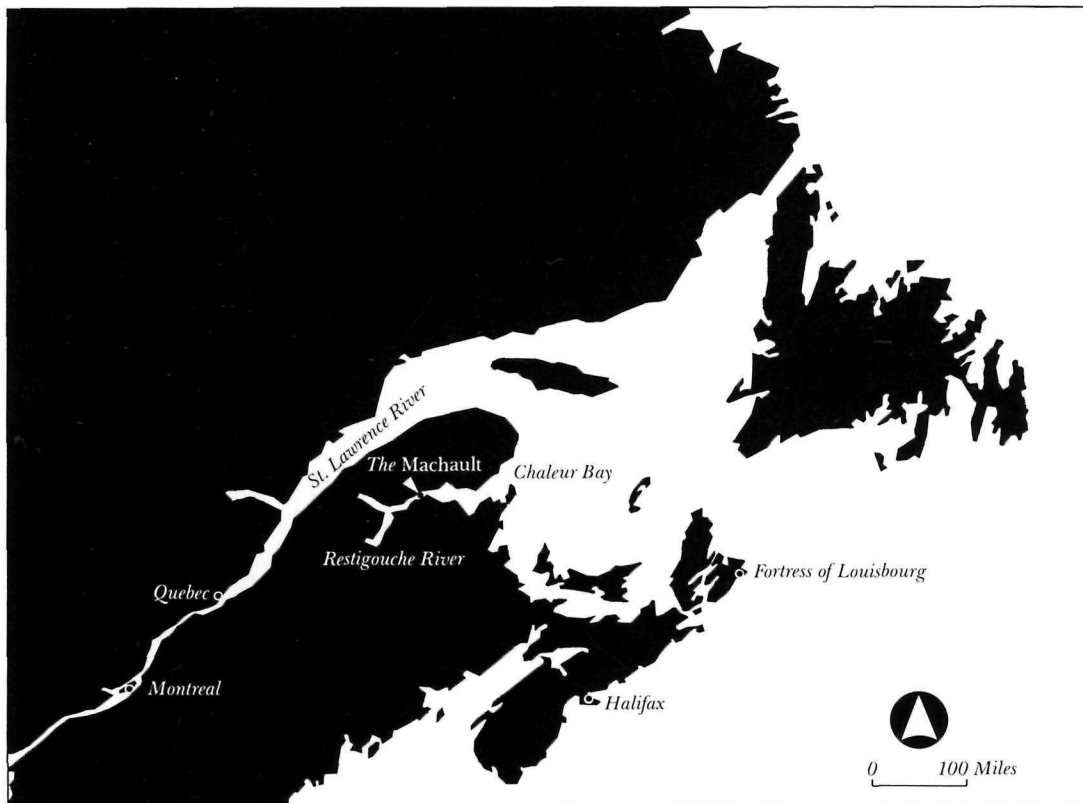 St. Lawrence River
The Machault
Chaleur Bay
Restigouche River
Fortress of Louisbourg
Quebec
Montreal
Halifax
0 100 Miles